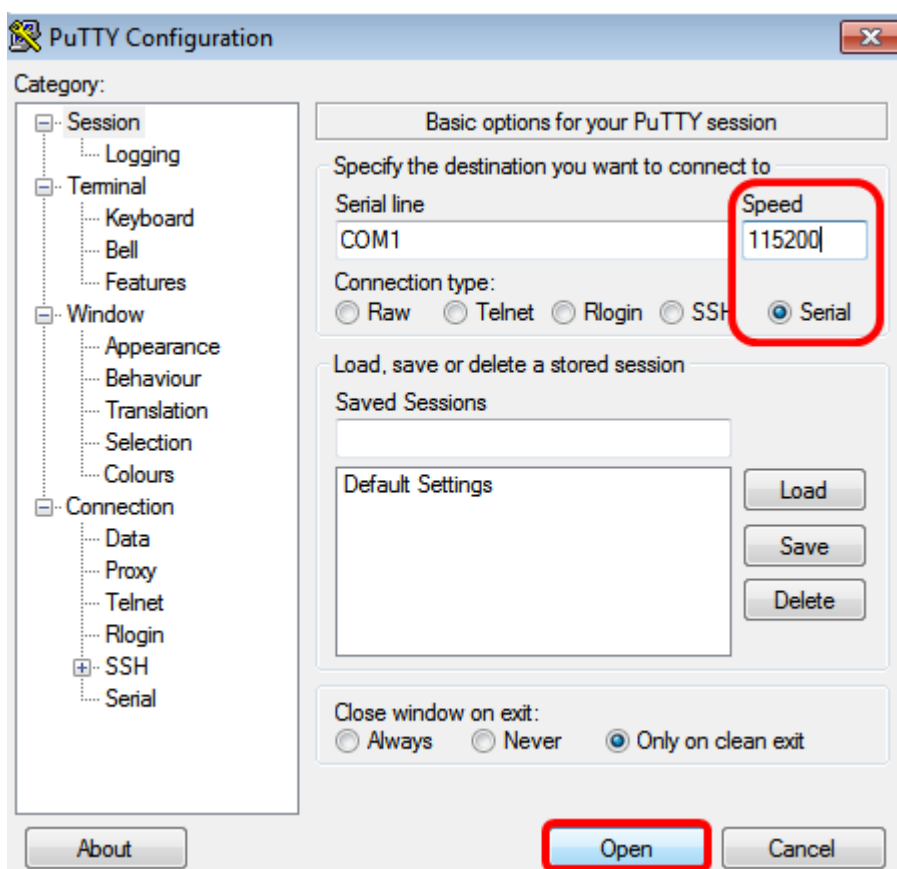 PuTTY Configuration
Category:
Session
Logging
Terminal
Keyboard
Bell
Features
Window
Appearance
Behaviour
Translation
Selection
Colours
Connection
Data
Proxy
Telnet
Rlogin
SSH
Serial
Basic options for your PuTTY session
Specify the destination you want to connect to
Serial line Speed
COM1 115200
Connection type:
Raw Telnet Rlogin SSH Serial
Load, save or delete a stored session
Saved Sessions
Default Settings
Load
Save
Delete
Close window on exit:
Always Never Only on clean exit
About Open Cancel